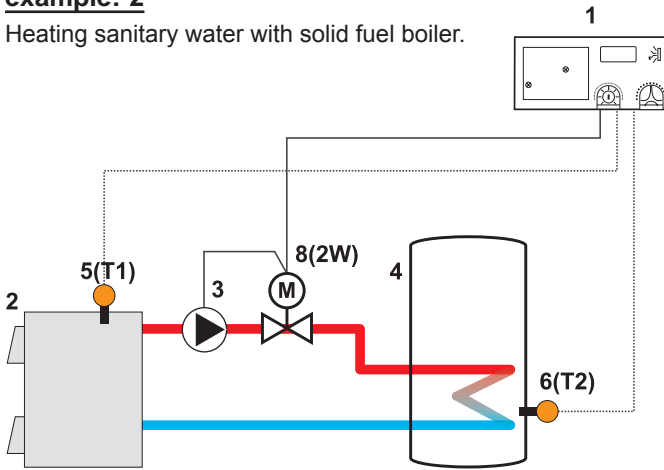 example: 2
Heating sanitary water with solid fuel boiler.
1
8(2W)
M
5(T1)
3
4
2
6(T2)